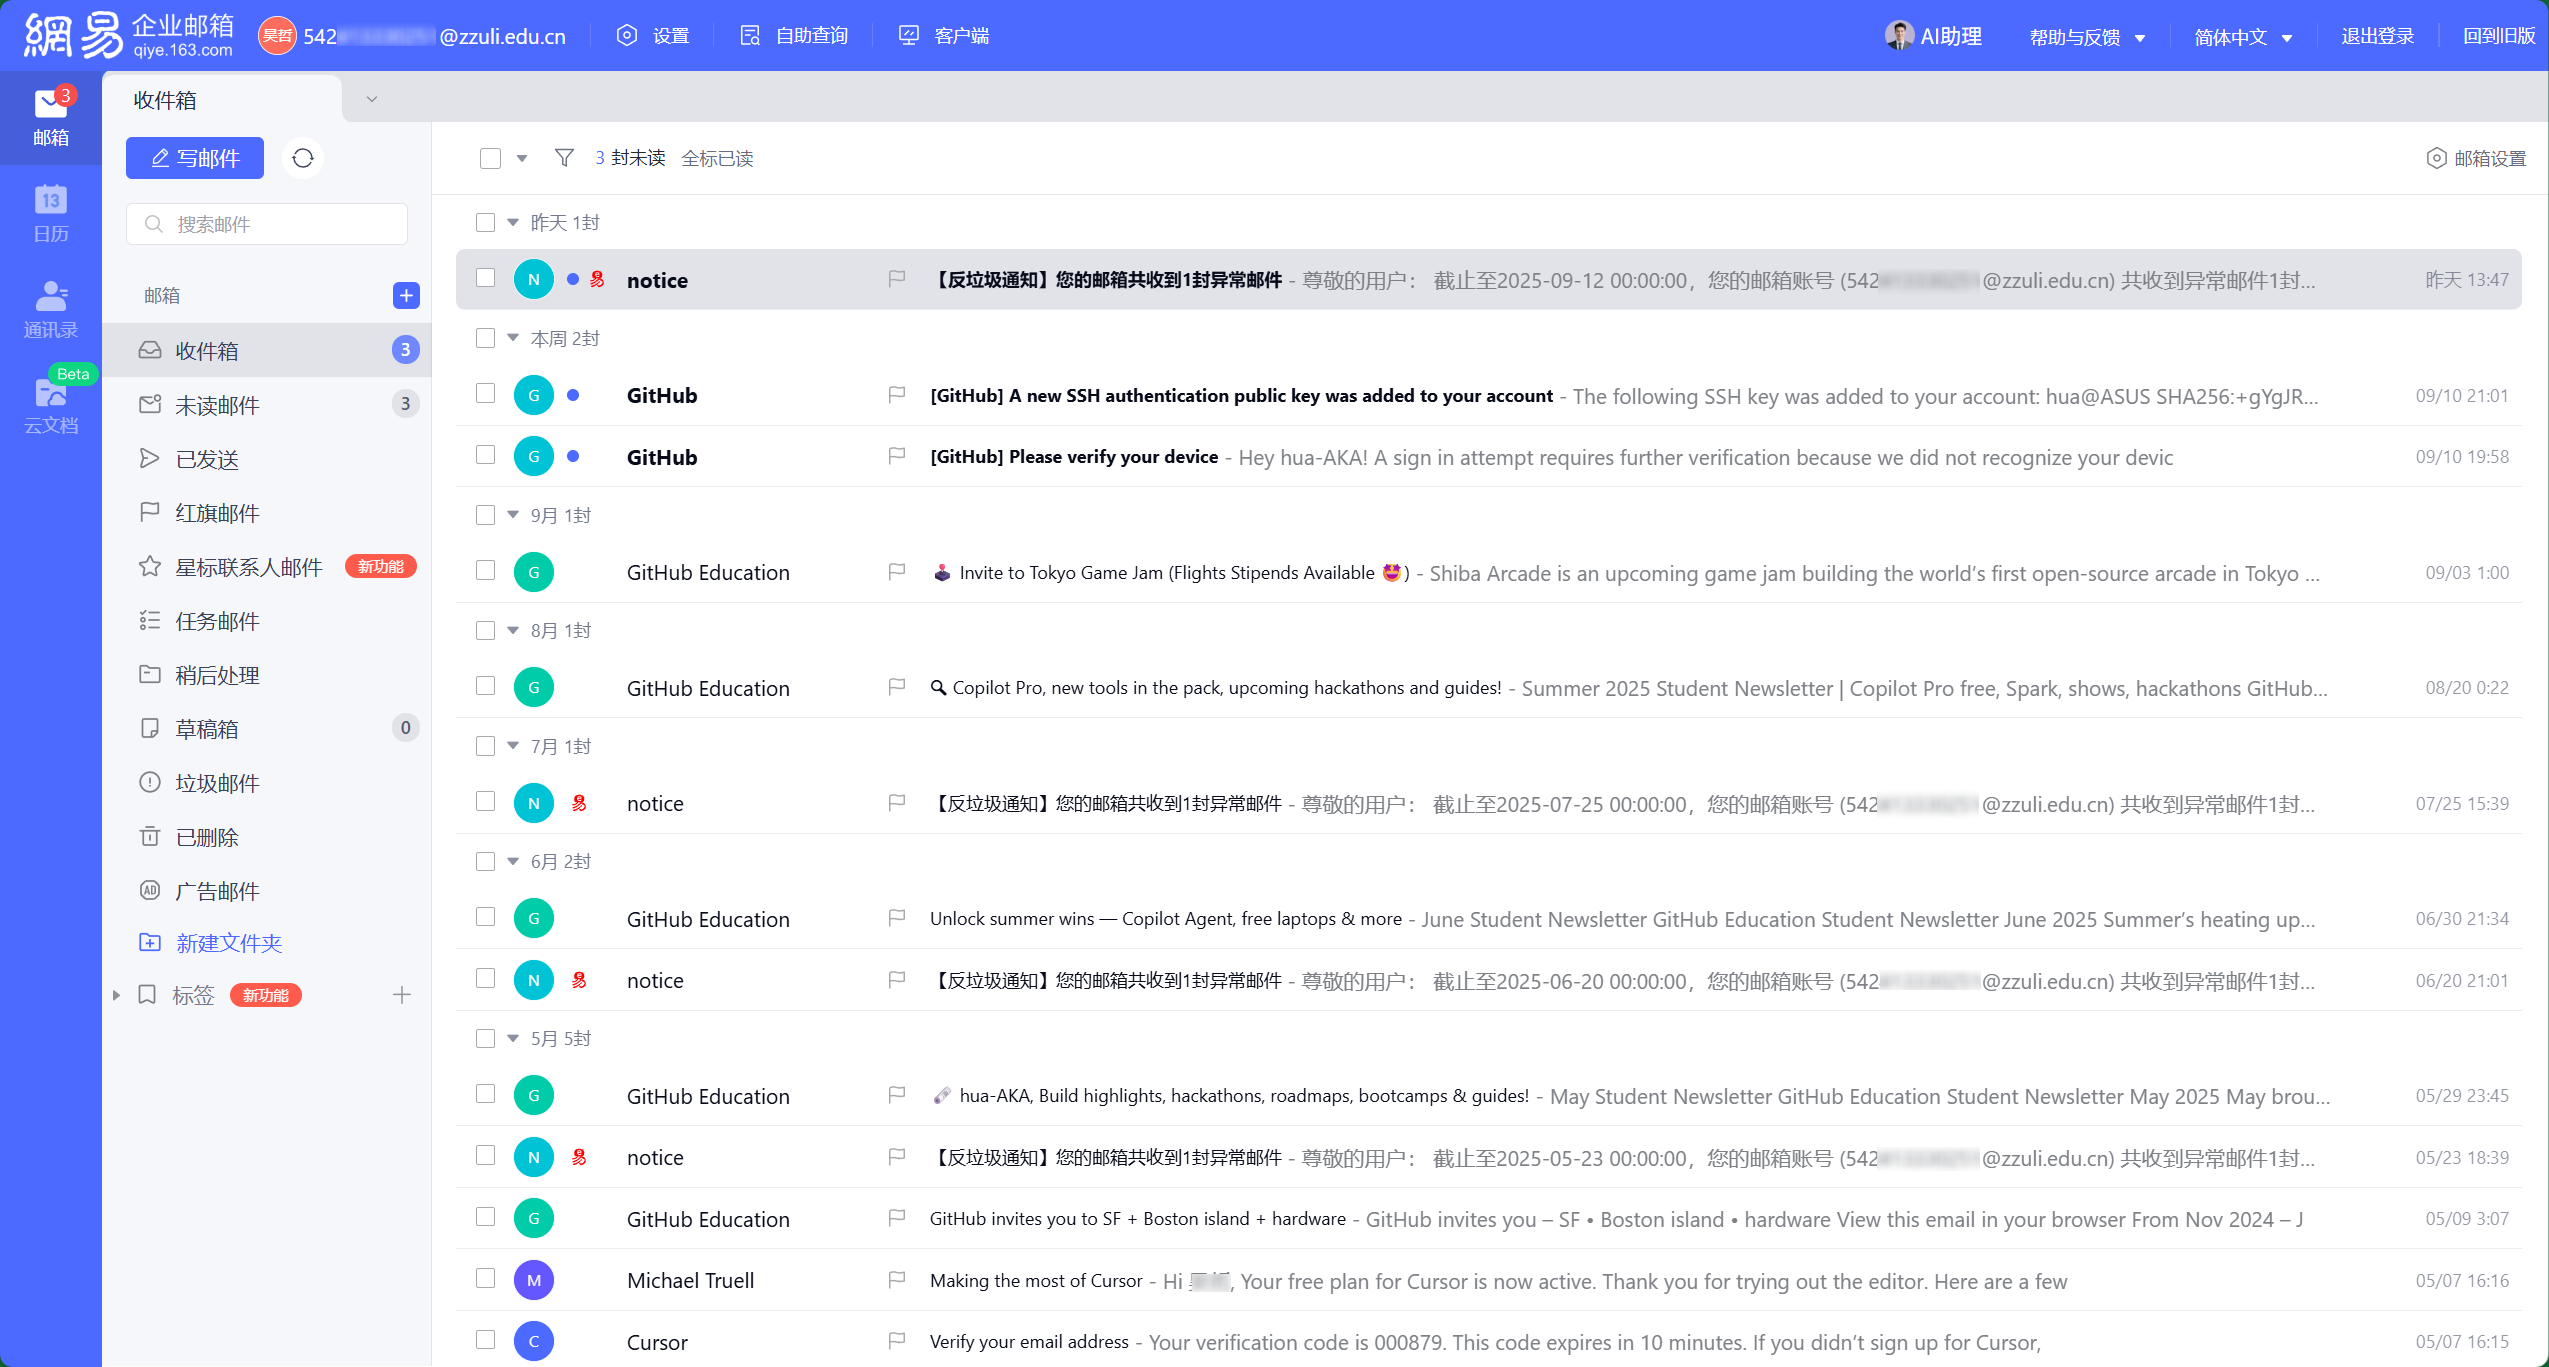 網易 企业邮箱 qiye.163.com 吴哲 542 @zzuli.edu.cn 设置 自助查询 客户端 AI助理 帮助与反馈 简体中文 退出登录 回到旧版
3
邮箱
13
日历
通讯录
Beta
云文档
收件箱
写邮件
搜索邮件
邮箱
收件箱 3
未读邮件 3
已发送
红旗邮件
星标联系人邮件 新功能
任务邮件
稍后处理
草稿箱 0
垃圾邮件
已删除
AD 广告邮件
新建文件夹
标签 新功能
3 封未读 全标已读 邮箱设置
昨天 1封
N 易 notice 【反垃圾通知】您的邮箱共收到1封异常邮件 - 尊敬的用户： 截止至2025-09-12 00:00:00，您的邮箱账号 (542 @zzuli.edu.cn) 共收到异常邮件1封... 昨天 13:47
本周 2封
G GitHub [GitHub] A new SSH authentication public key was added to your account - The following SSH key was added to your account: hua@ASUS SHA256:+gYgJR... 09/10 21:01
G GitHub [GitHub] Please verify your device - Hey hua-AKA! A sign in attempt requires further verification because we did not recognize your devic 09/10 19:58
9月 1封
G GitHub Education 🕹️ Invite to Tokyo Game Jam (Flights Stipends Available 🤩) - Shiba Arcade is an upcoming game jam building the world’s first open-source arcade in Tokyo ... 09/03 1:00
8月 1封
G GitHub Education 🔍 Copilot Pro, new tools in the pack, upcoming hackathons and guides! - Summer 2025 Student Newsletter | Copilot Pro free, Spark, shows, hackathons GitHub... 08/20 0:22
7月 1封
N 易 notice 【反垃圾通知】您的邮箱共收到1封异常邮件 - 尊敬的用户： 截止至2025-07-25 00:00:00，您的邮箱账号 (542 @zzuli.edu.cn) 共收到异常邮件1封... 07/25 15:39
6月 2封
G GitHub Education Unlock summer wins — Copilot Agent, free laptops & more - June Student Newsletter GitHub Education Student Newsletter June 2025 Summer’s heating up... 06/30 21:34
N 易 notice 【反垃圾通知】您的邮箱共收到1封异常邮件 - 尊敬的用户： 截止至2025-06-20 00:00:00，您的邮箱账号 (542 @zzuli.edu.cn) 共收到异常邮件1封... 06/20 21:01
5月 5封
G GitHub Education 🗞️ hua-AKA, Build highlights, hackathons, roadmaps, bootcamps & guides! - May Student Newsletter GitHub Education Student Newsletter May 2025 May brou... 05/29 23:45
N 易 notice 【反垃圾通知】您的邮箱共收到1封异常邮件 - 尊敬的用户： 截止至2025-05-23 00:00:00，您的邮箱账号 (542 @zzuli.edu.cn) 共收到异常邮件1封... 05/23 18:39
G GitHub Education GitHub invites you to SF + Boston island + hardware - GitHub invites you – SF • Boston island • hardware View this email in your browser From Nov 2024 – J 05/09 3:07
M Michael Truell Making the most of Cursor - Hi , Your free plan for Cursor is now active. Thank you for trying out the editor. Here are a few 05/07 16:16
C Cursor Verify your email address - Your verification code is 000879. This code expires in 10 minutes. If you didn’t sign up for Cursor, 05/07 16:15